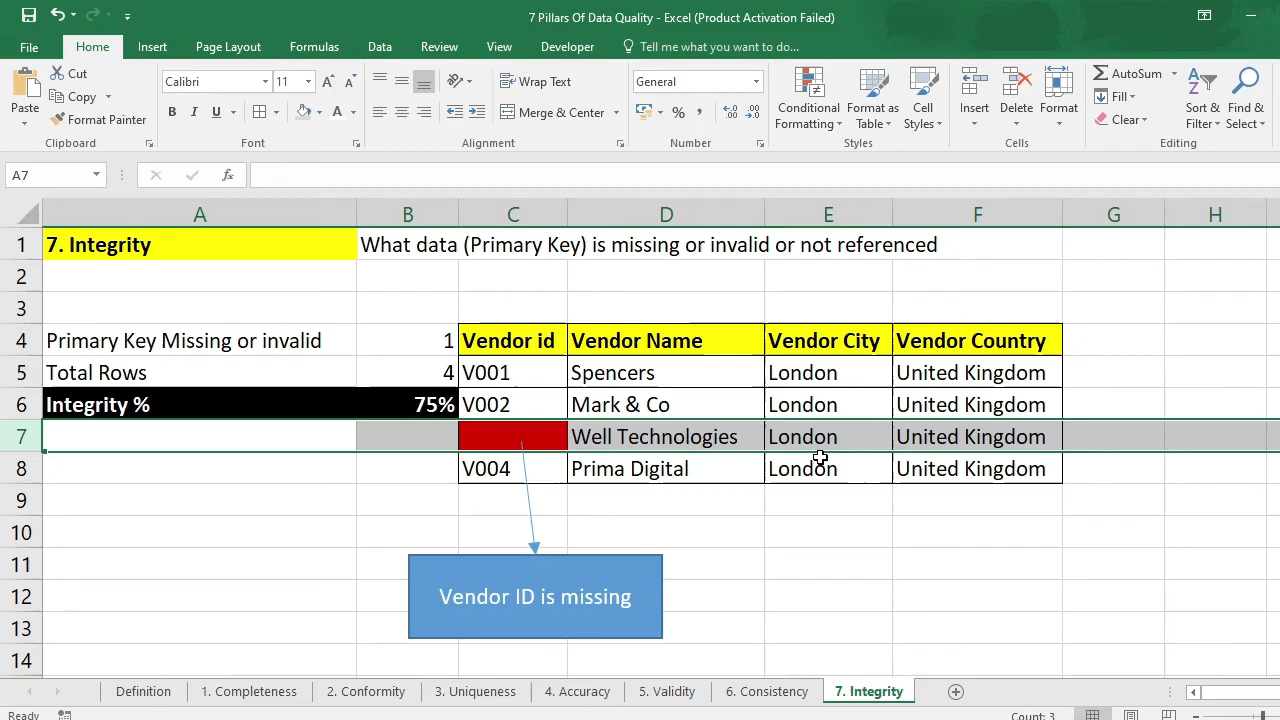 7 Pillars Of Data Quality - Excel (Product Activation Failed)
File Home Insert Page Layout Formulas Data Review View Developer Tell me what you want to do...
Paste
Cut
Copy
Format Painter
Clipboard
Calibri 11
B I U A
Font
Wrap Text
Merge & Center
Alignment
General
% ,
Number
Conditional Formatting
Format as Table
Cell Styles
Styles
Insert Delete Format
Cells
AutoSum
Fill
Clear
Sort & Filter
Find & Select
Editing
A7 fx
A B C D E F G H
1 7. Integrity What data (Primary Key) is missing or invalid or not referenced
2
3
4 Primary Key Missing or invalid 1 Vendor id Vendor Name Vendor City Vendor Country
5 Total Rows 4 V001 Spencers London United Kingdom
6 Integrity % 75% V002 Mark & Co London United Kingdom
7 Well Technologies London United Kingdom
8 V004 Prima Digital London United Kingdom
9
10
11
12 Vendor ID is missing
13
14
Definition 1. Completeness 2. Conformity 3. Uniqueness 4. Accuracy 5. Validity 6. Consistency 7. Integrity
Ready Count: 3